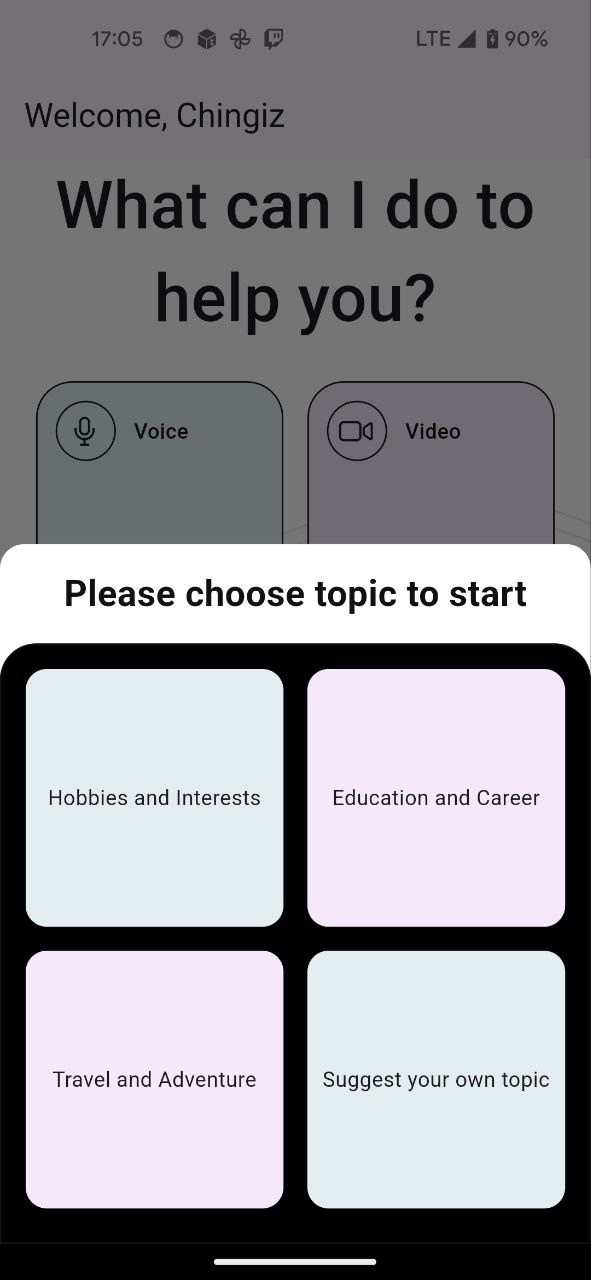 17:05 LTE 90%
Welcome, Chingiz
What can I do to
help you?
Voice Video
Please choose topic to start
Hobbies and Interests Education and Career
Travel and Adventure Suggest your own topic